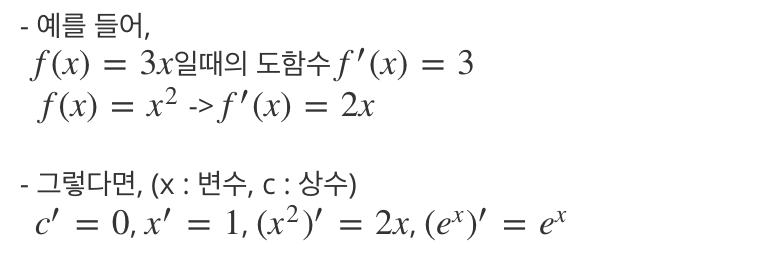 - 예를 들어,
f(x) = 3x일때의 도함수f′(x) = 3
f(x) = x² ->f′(x) = 2x
- 그렇다면, (x : 변수, c : 상수)
c′ = 0, x′ = 1, (x²)′ = 2x, (eˣ)′ = eˣ